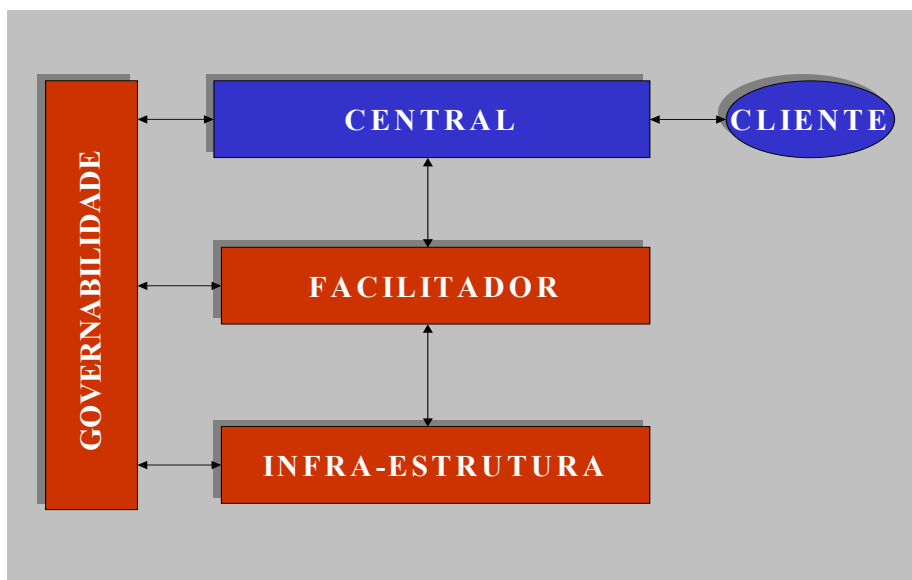 CENTRAL
CLIENTE
GOVERNABILIDADE
FACILITADOR
INFRA-ESTRUTURA